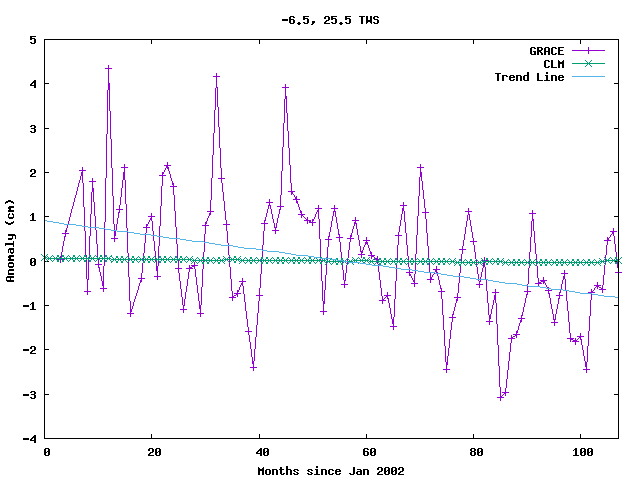 -6.5, 25.5 TWS
GRACE
CLM
Trend Line
5
4
3
2
1
0
-1
-2
-3
-4
Anomaly (cm)
0 20 40 60 80 100
Months since Jan 2002